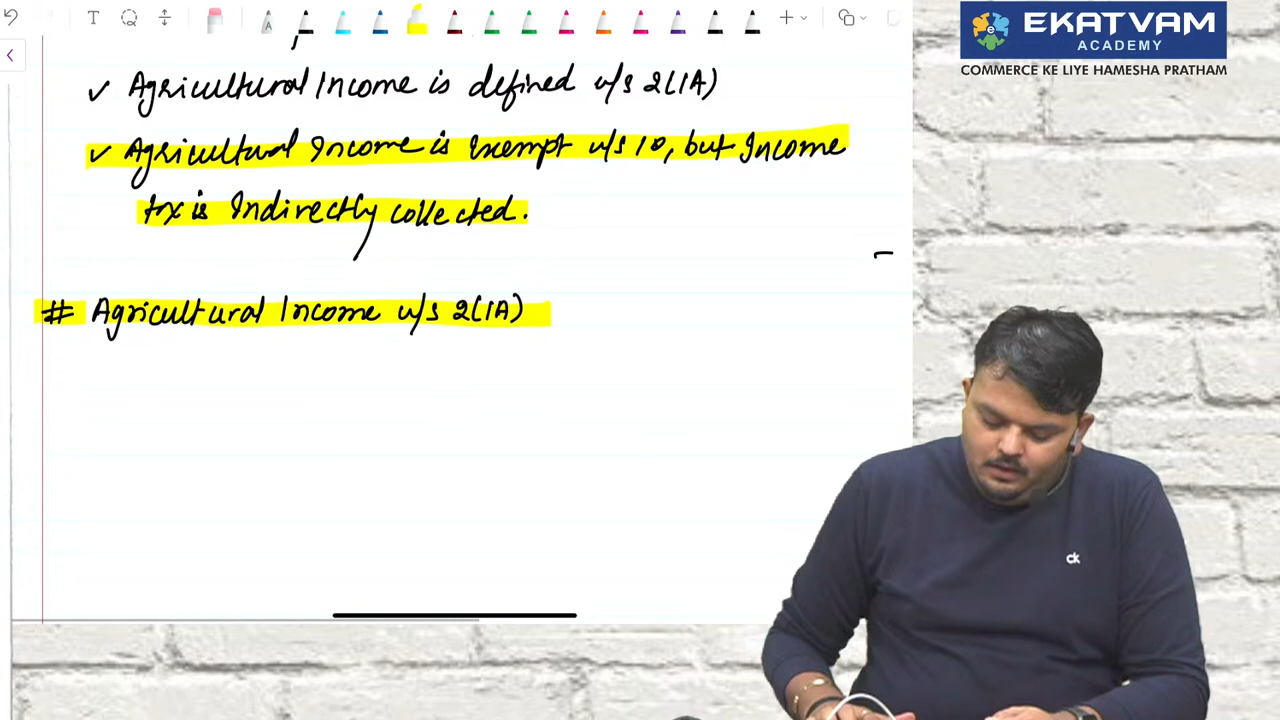 EKATVAM
ACADEMY
COMMERCE KE LIYE HAMESHA PRATHAM
✓ Agricultural Income is defined u/s 2(1A)
✓ Agricultural Income is Exempt u/s 10, but Income
tax is Indirectly collected.
# Agricultural Income u/s 2(1A)
ck